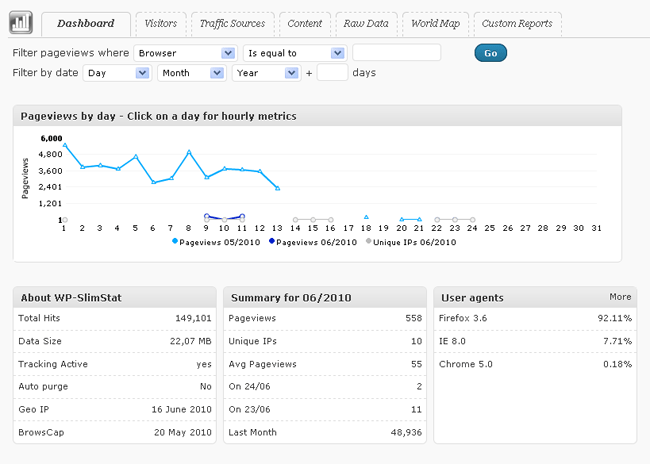 Dashboard Visitors Traffic Sources Content Raw Data World Map Custom Reports
Filter pageviews where Browser Is equal to Go
Filter by date Day Month Year + days
Pageviews by day - Click on a day for hourly metrics
6,000
4,800
3,600
2,401
1,201
1
Pageviews
1 2 3 4 5 6 7 8 9 10 11 12 13 14 15 16 17 18 19 20 21 22 23 24 25 26 27 28 29 30 31
Pageviews 05/2010 Pageviews 06/2010 Unique IPs 06/2010
About WP-SlimStat
Total Hits 149,101
Data Size 22,07 MB
Tracking Active yes
Auto purge No
Geo IP 16 June 2010
BrowsCap 20 May 2010
Summary for 06/2010
Pageviews 558
Unique IPs 10
Avg Pageviews 55
On 24/06 2
On 23/06 11
Last Month 48,936
User agents More
Firefox 3.6 92.11%
IE 8.0 7.71%
Chrome 5.0 0.18%